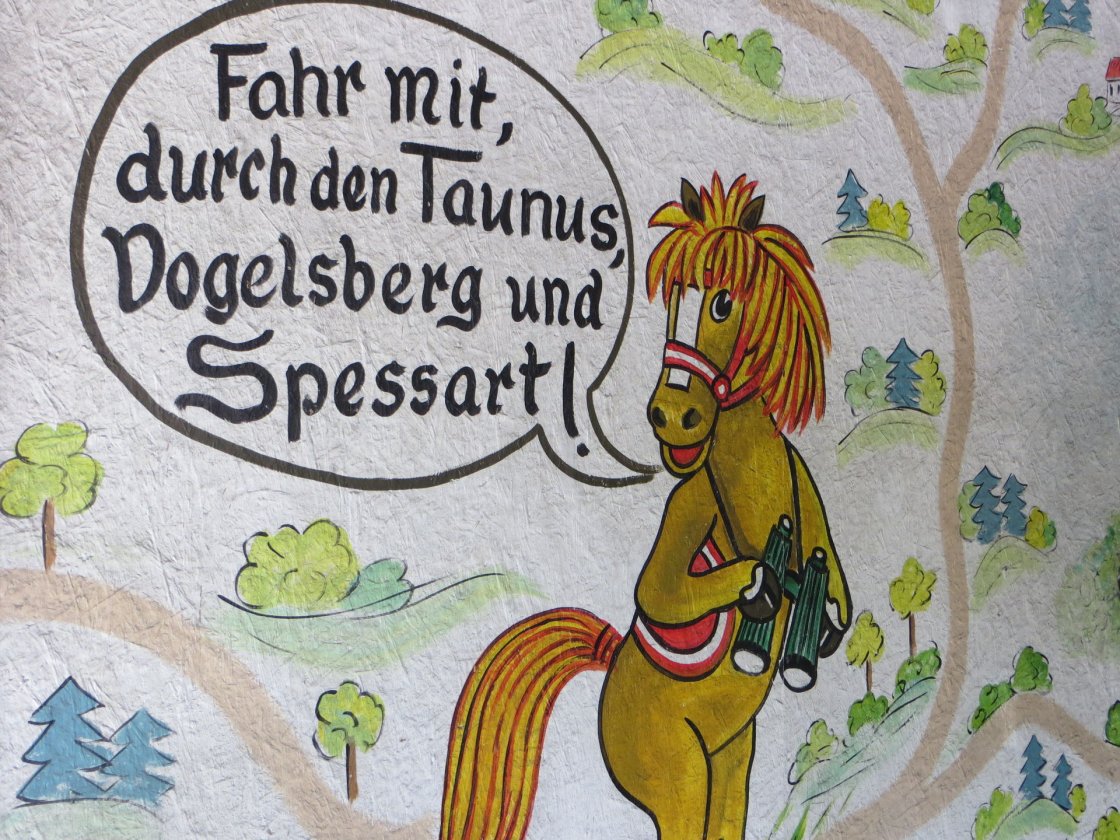 Fahr mit,
durch den Taunus,
Vogelsberg und
Spessart!